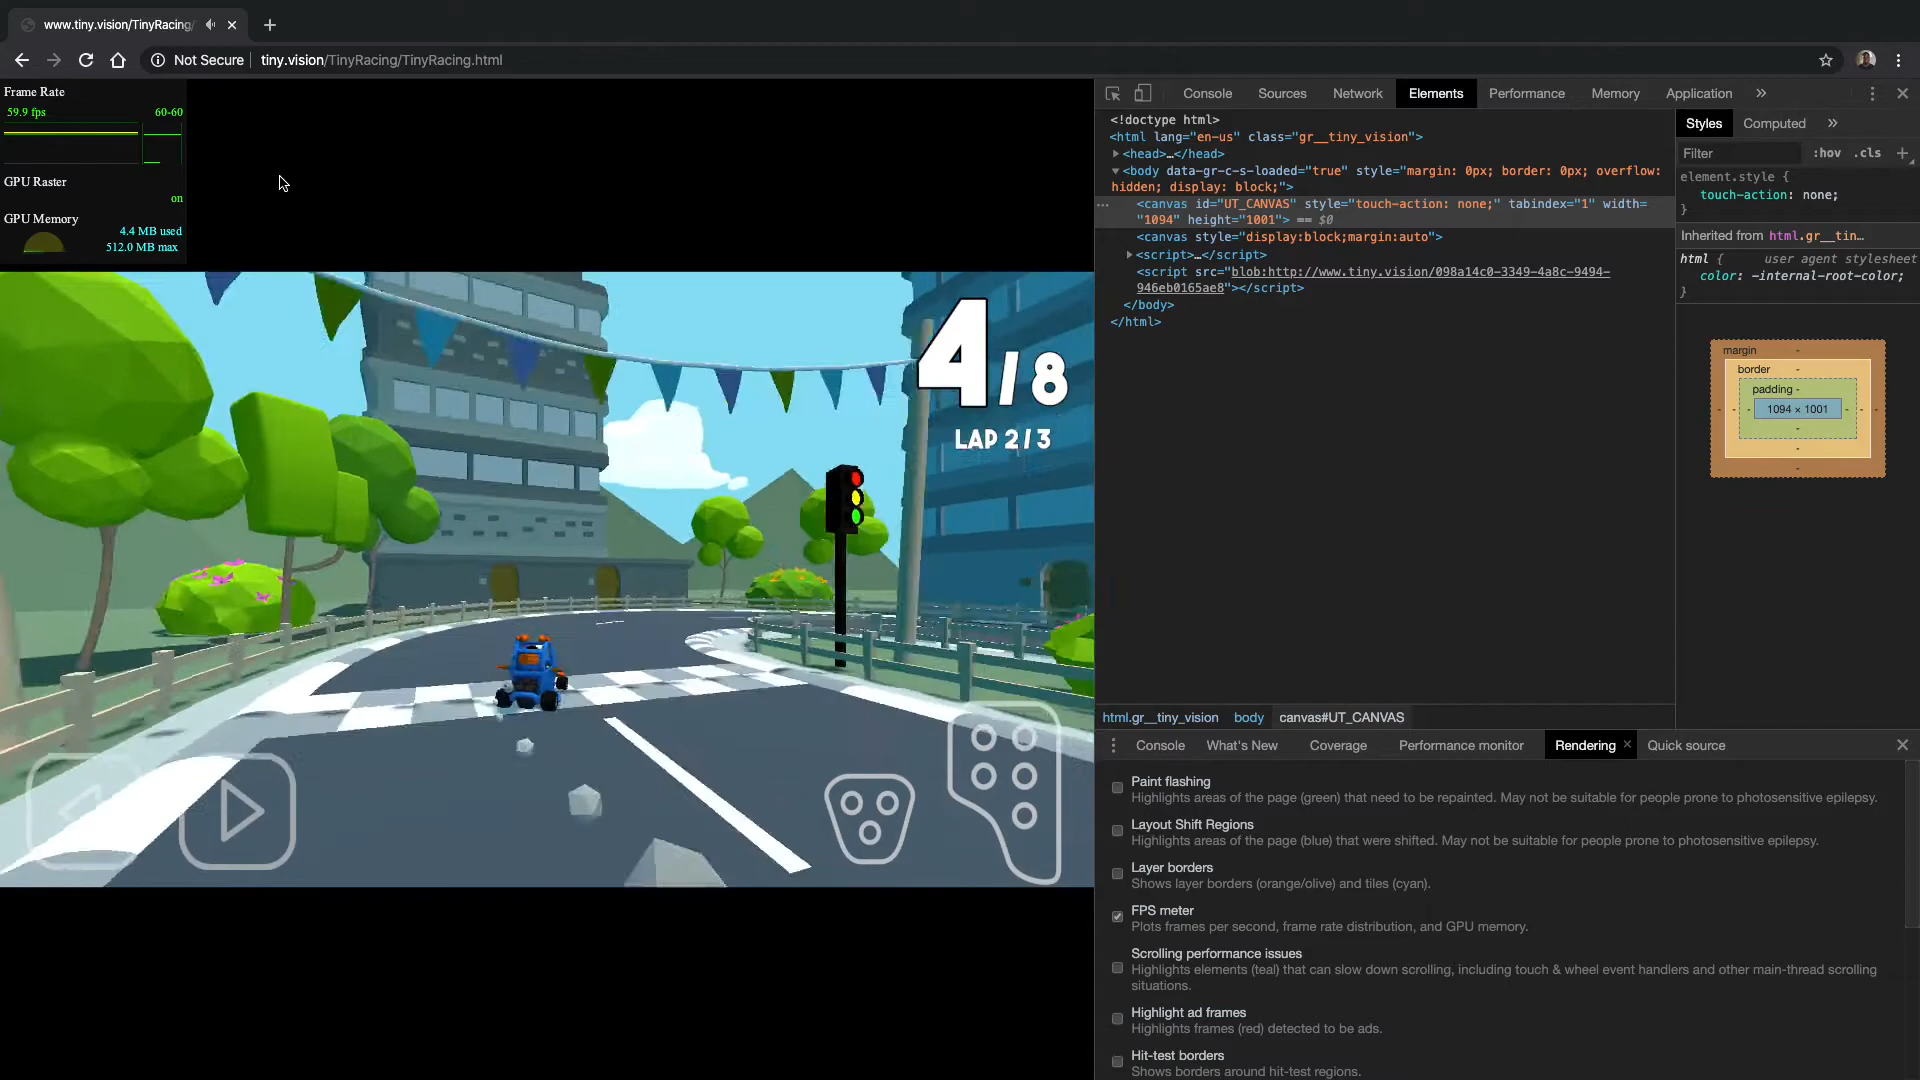 www.tiny.vision/TinyRacing/
Not Secure
tiny.vision/TinyRacing/TinyRacing.html
Frame Rate
59.9 fps 60-60
GPU Raster
on
GPU Memory
4.4 MB used
512.0 MB max
4/8
LAP 2/3
Console Sources Network Elements Performance Memory Application »
<!doctype html>
<html lang="en-us" class="gr__tiny_vision">
<head>…</head>
<body data-gr-c-s-loaded="true" style="margin: 0px; border: 0px; overflow:
hidden; display: block;">
<canvas id="UT_CANVAS" style="touch-action: none;" tabindex="1" width=
"1094" height="1001"> == $0
<canvas style="display:block;margin:auto">
<script>…</script>
<script src="blob:http://www.tiny.vision/098a14c0-3349-4a8c-9494-
946eb0165ae8"></script>
</body>
</html>
Styles Computed »
Filter :hov .cls +
element.style {
touch-action: none;
}
Inherited from html.gr__tin…
html { user agent stylesheet
color: -internal-root-color;
}
margin -
border -
padding -
- - - 1094 × 1001 - - -
-
-
-
html.gr__tiny_vision body canvas#UT_CANVAS
Console What's New Coverage Performance monitor Rendering × Quick source
Paint flashing
Highlights areas of the page (green) that need to be repainted. May not be suitable for people prone to photosensitive epilepsy.
Layout Shift Regions
Highlights areas of the page (blue) that were shifted. May not be suitable for people prone to photosensitive epilepsy.
Layer borders
Shows layer borders (orange/olive) and tiles (cyan).
FPS meter
Plots frames per second, frame rate distribution, and GPU memory.
Scrolling performance issues
Highlights elements (teal) that can slow down scrolling, including touch & wheel event handlers and other main-thread scrolling
situations.
Highlight ad frames
Highlights frames (red) detected to be ads.
Hit-test borders
Shows borders around hit-test regions.